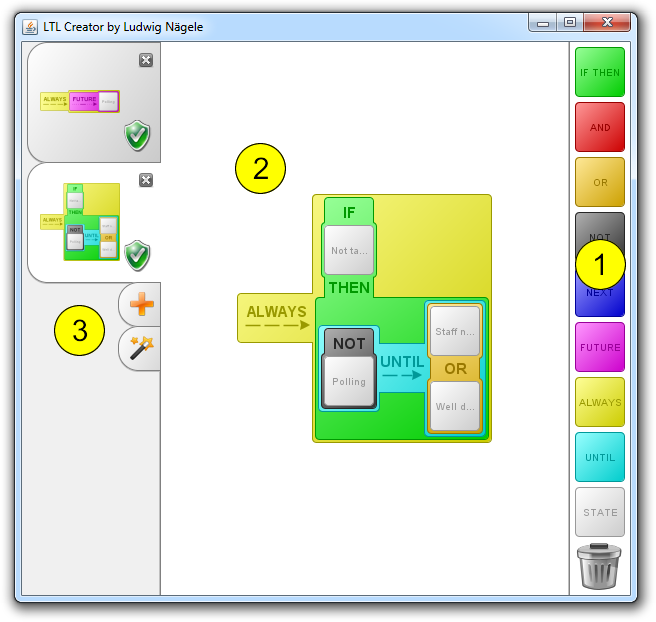 LTL Creator by Ludwig Nägele
ALWAYS
FUTURE
Polling
IF
THEN
ALWAYS
NOT
UNTIL
OR
Polling
3
2
IF
Not ta...
THEN
ALWAYS
NOT
Polling
UNTIL
Staff n...
OR
Well d...
IF THEN
AND
OR
NOT
1
NEXT
FUTURE
ALWAYS
UNTIL
STATE